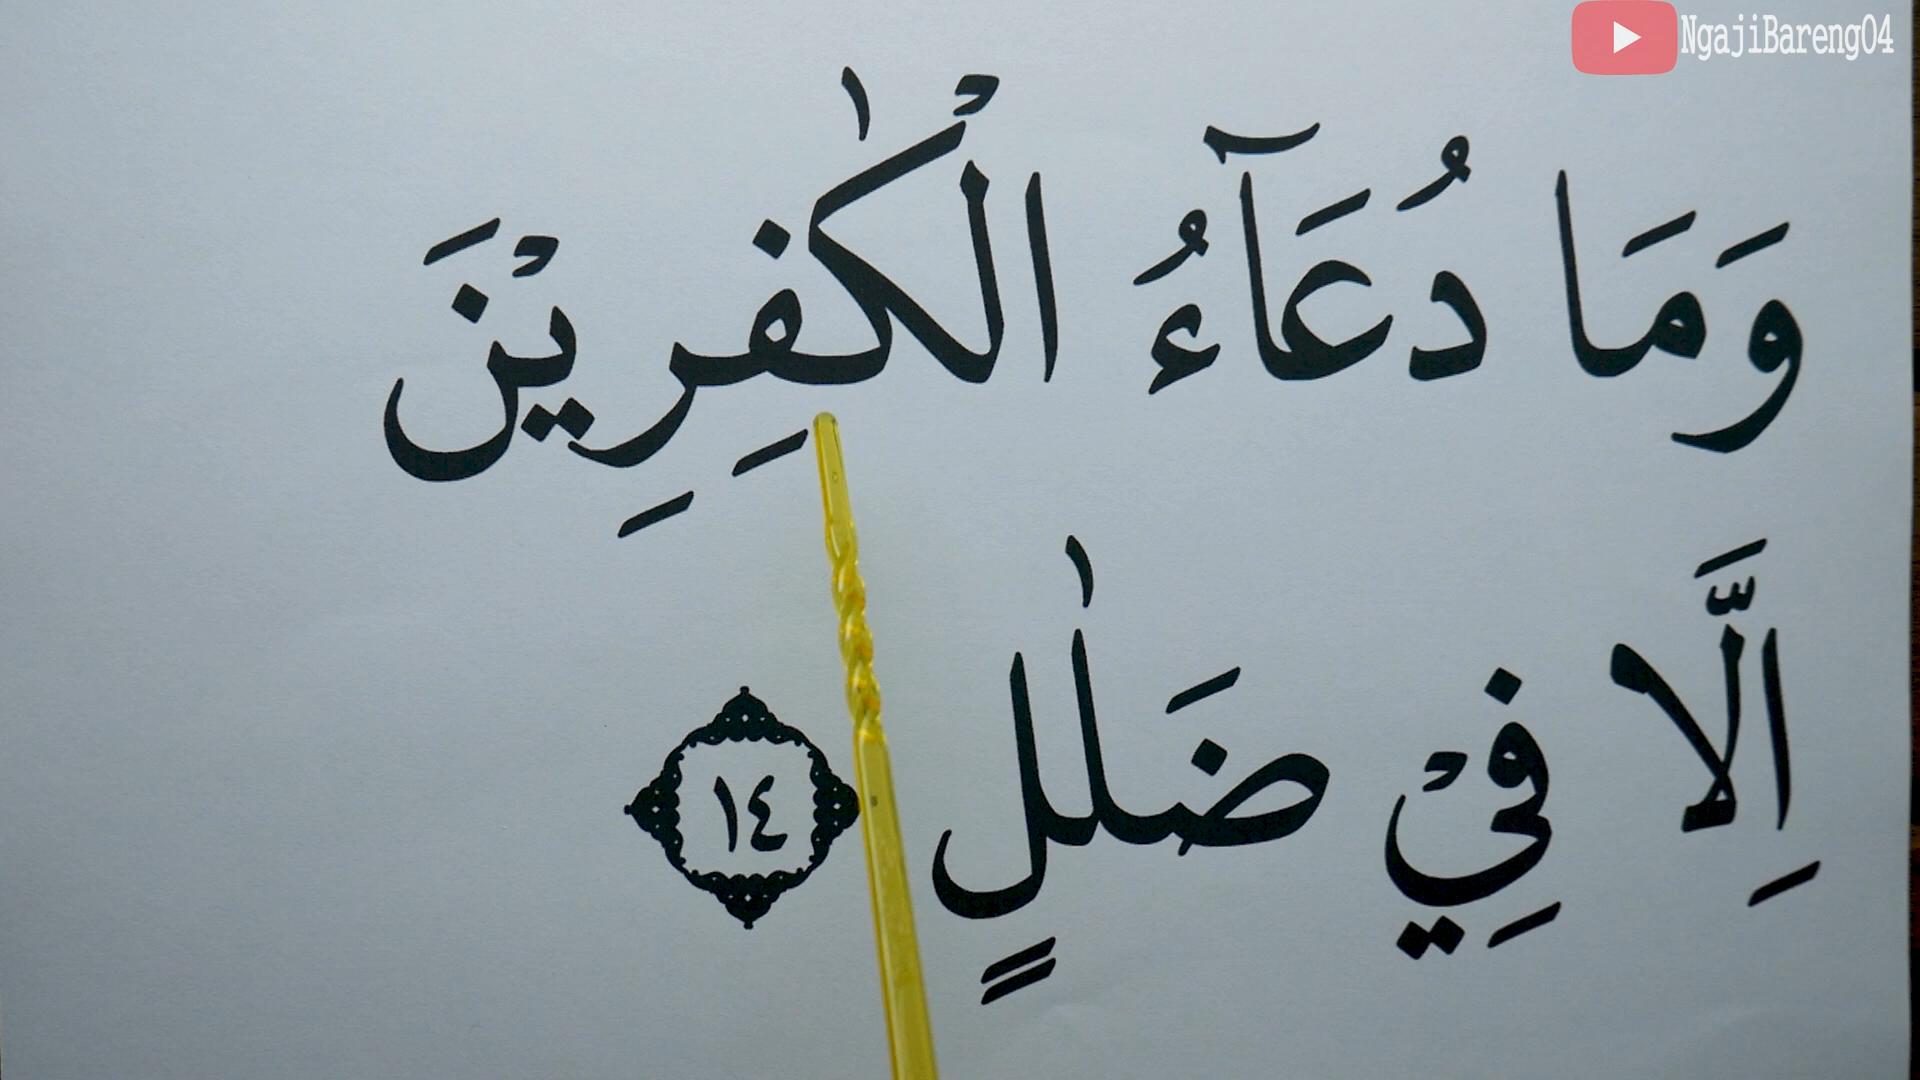 NgajiBareng04
وَمَا دُعَآءُ الْكٰفِرِيْنَ
اِلَّا فِيْ ضَلٰلٍ ١٤